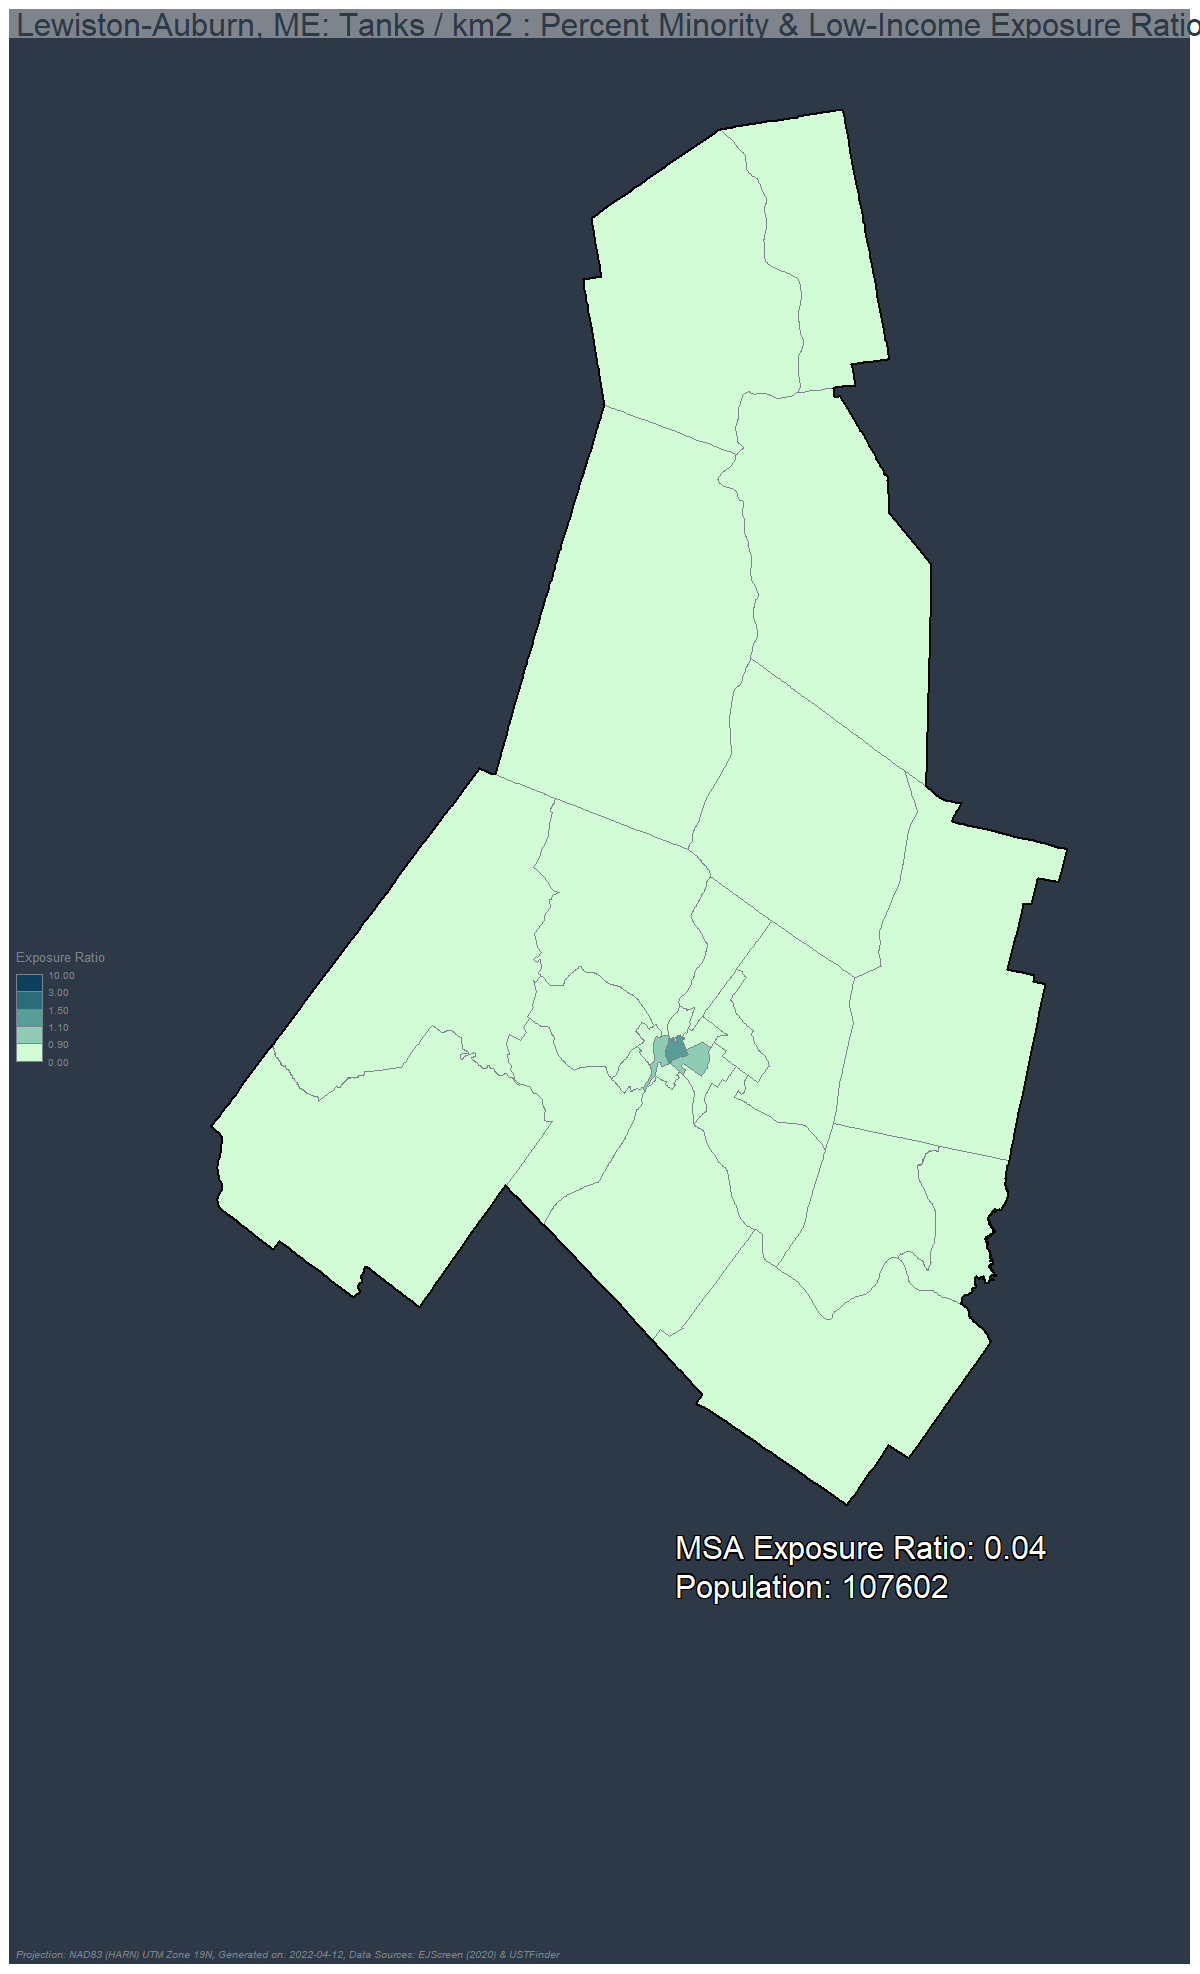 Lewiston-Auburn, ME: Tanks / km2 : Percent Minority & Low-Income Exposure Ratio
Exposure Ratio
10.00
3.00
1.50
1.10
0.90
0.00
MSA Exposure Ratio: 0.04
Population: 107602
Projection: NAD83 (HARN) UTM Zone 19N, Generated on: 2022-04-12, Data Sources: EJScreen (2020) & USTFinder